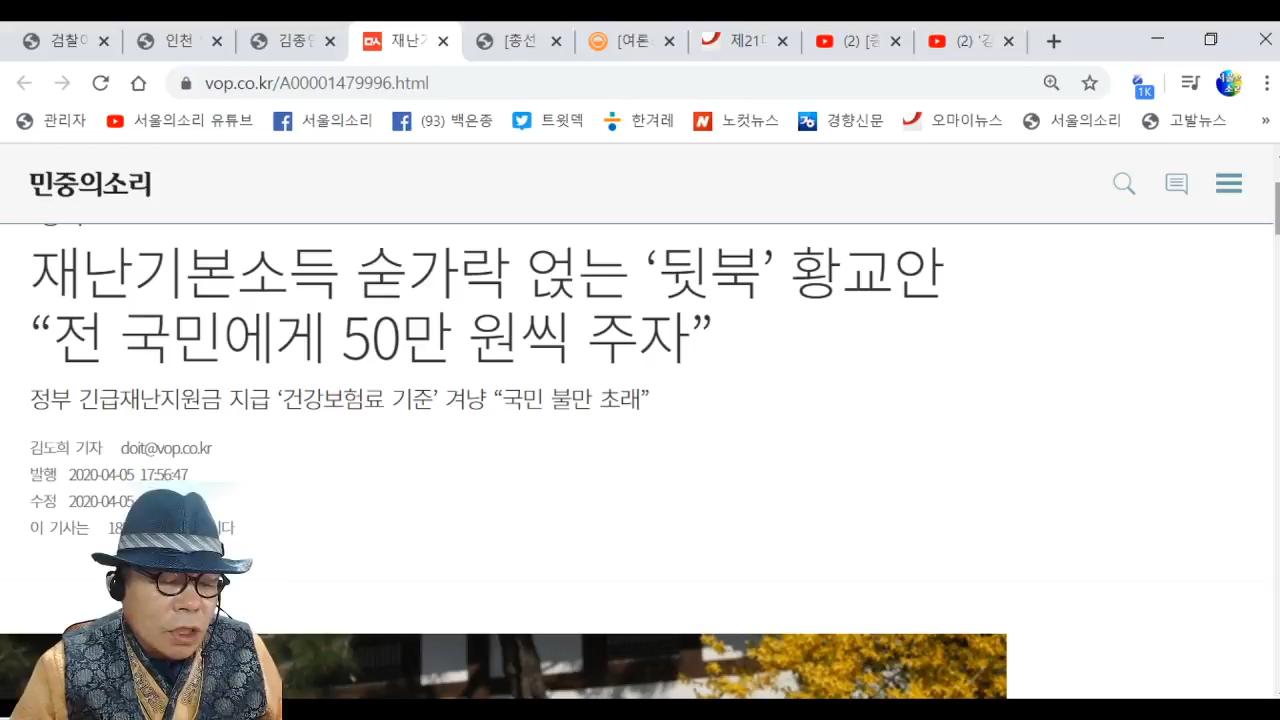 검찰이
인천
김종인
재난기
[총선
[여론
제21대
(2) [
(2) '
vop.co.kr/A00001479996.html
1K
관리자
서울의소리 유튜브
서울의소리
(93) 백은종
트윗덱
한겨레
노컷뉴스
경향신문
오마이뉴스
서울의소리
고발뉴스
»
민중의소리
재난기본소득 숟가락 얹는 ‘뒷북’ 황교안
“전 국민에게 50만 원씩 주자”
정부 긴급재난지원금 지급 ‘건강보험료 기준’ 겨냥 “국민 불만 초래”
김도희 기자 doit@vop.co.kr
발행 2020-04-05 17:56:47
수정 2020-04-05
이 기사는